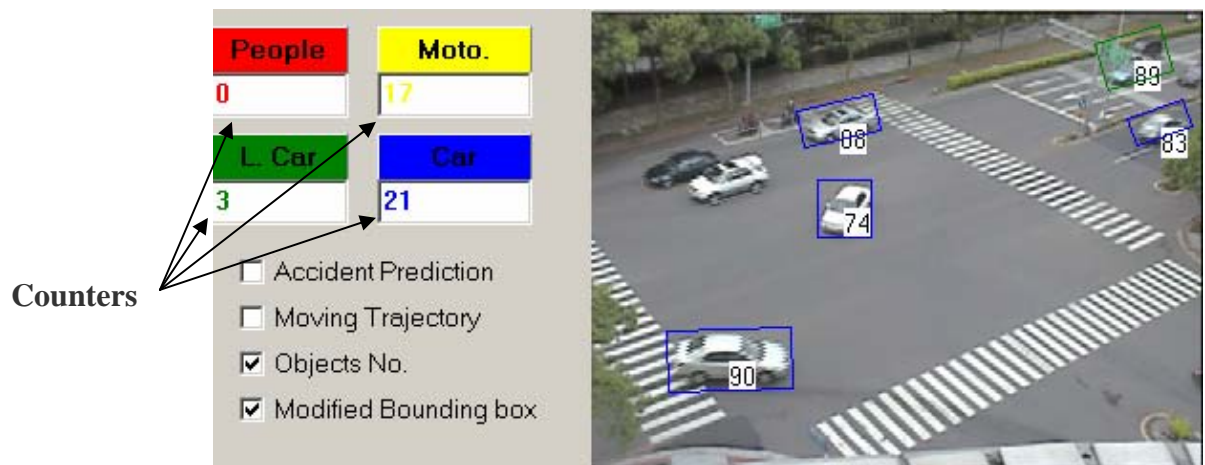 People Moto.
0 17
L. Car Car
3 21
Counters
Accident Prediction
Moving Trajectory
Objects No.
Modified Bounding box
89
88
83
74
90